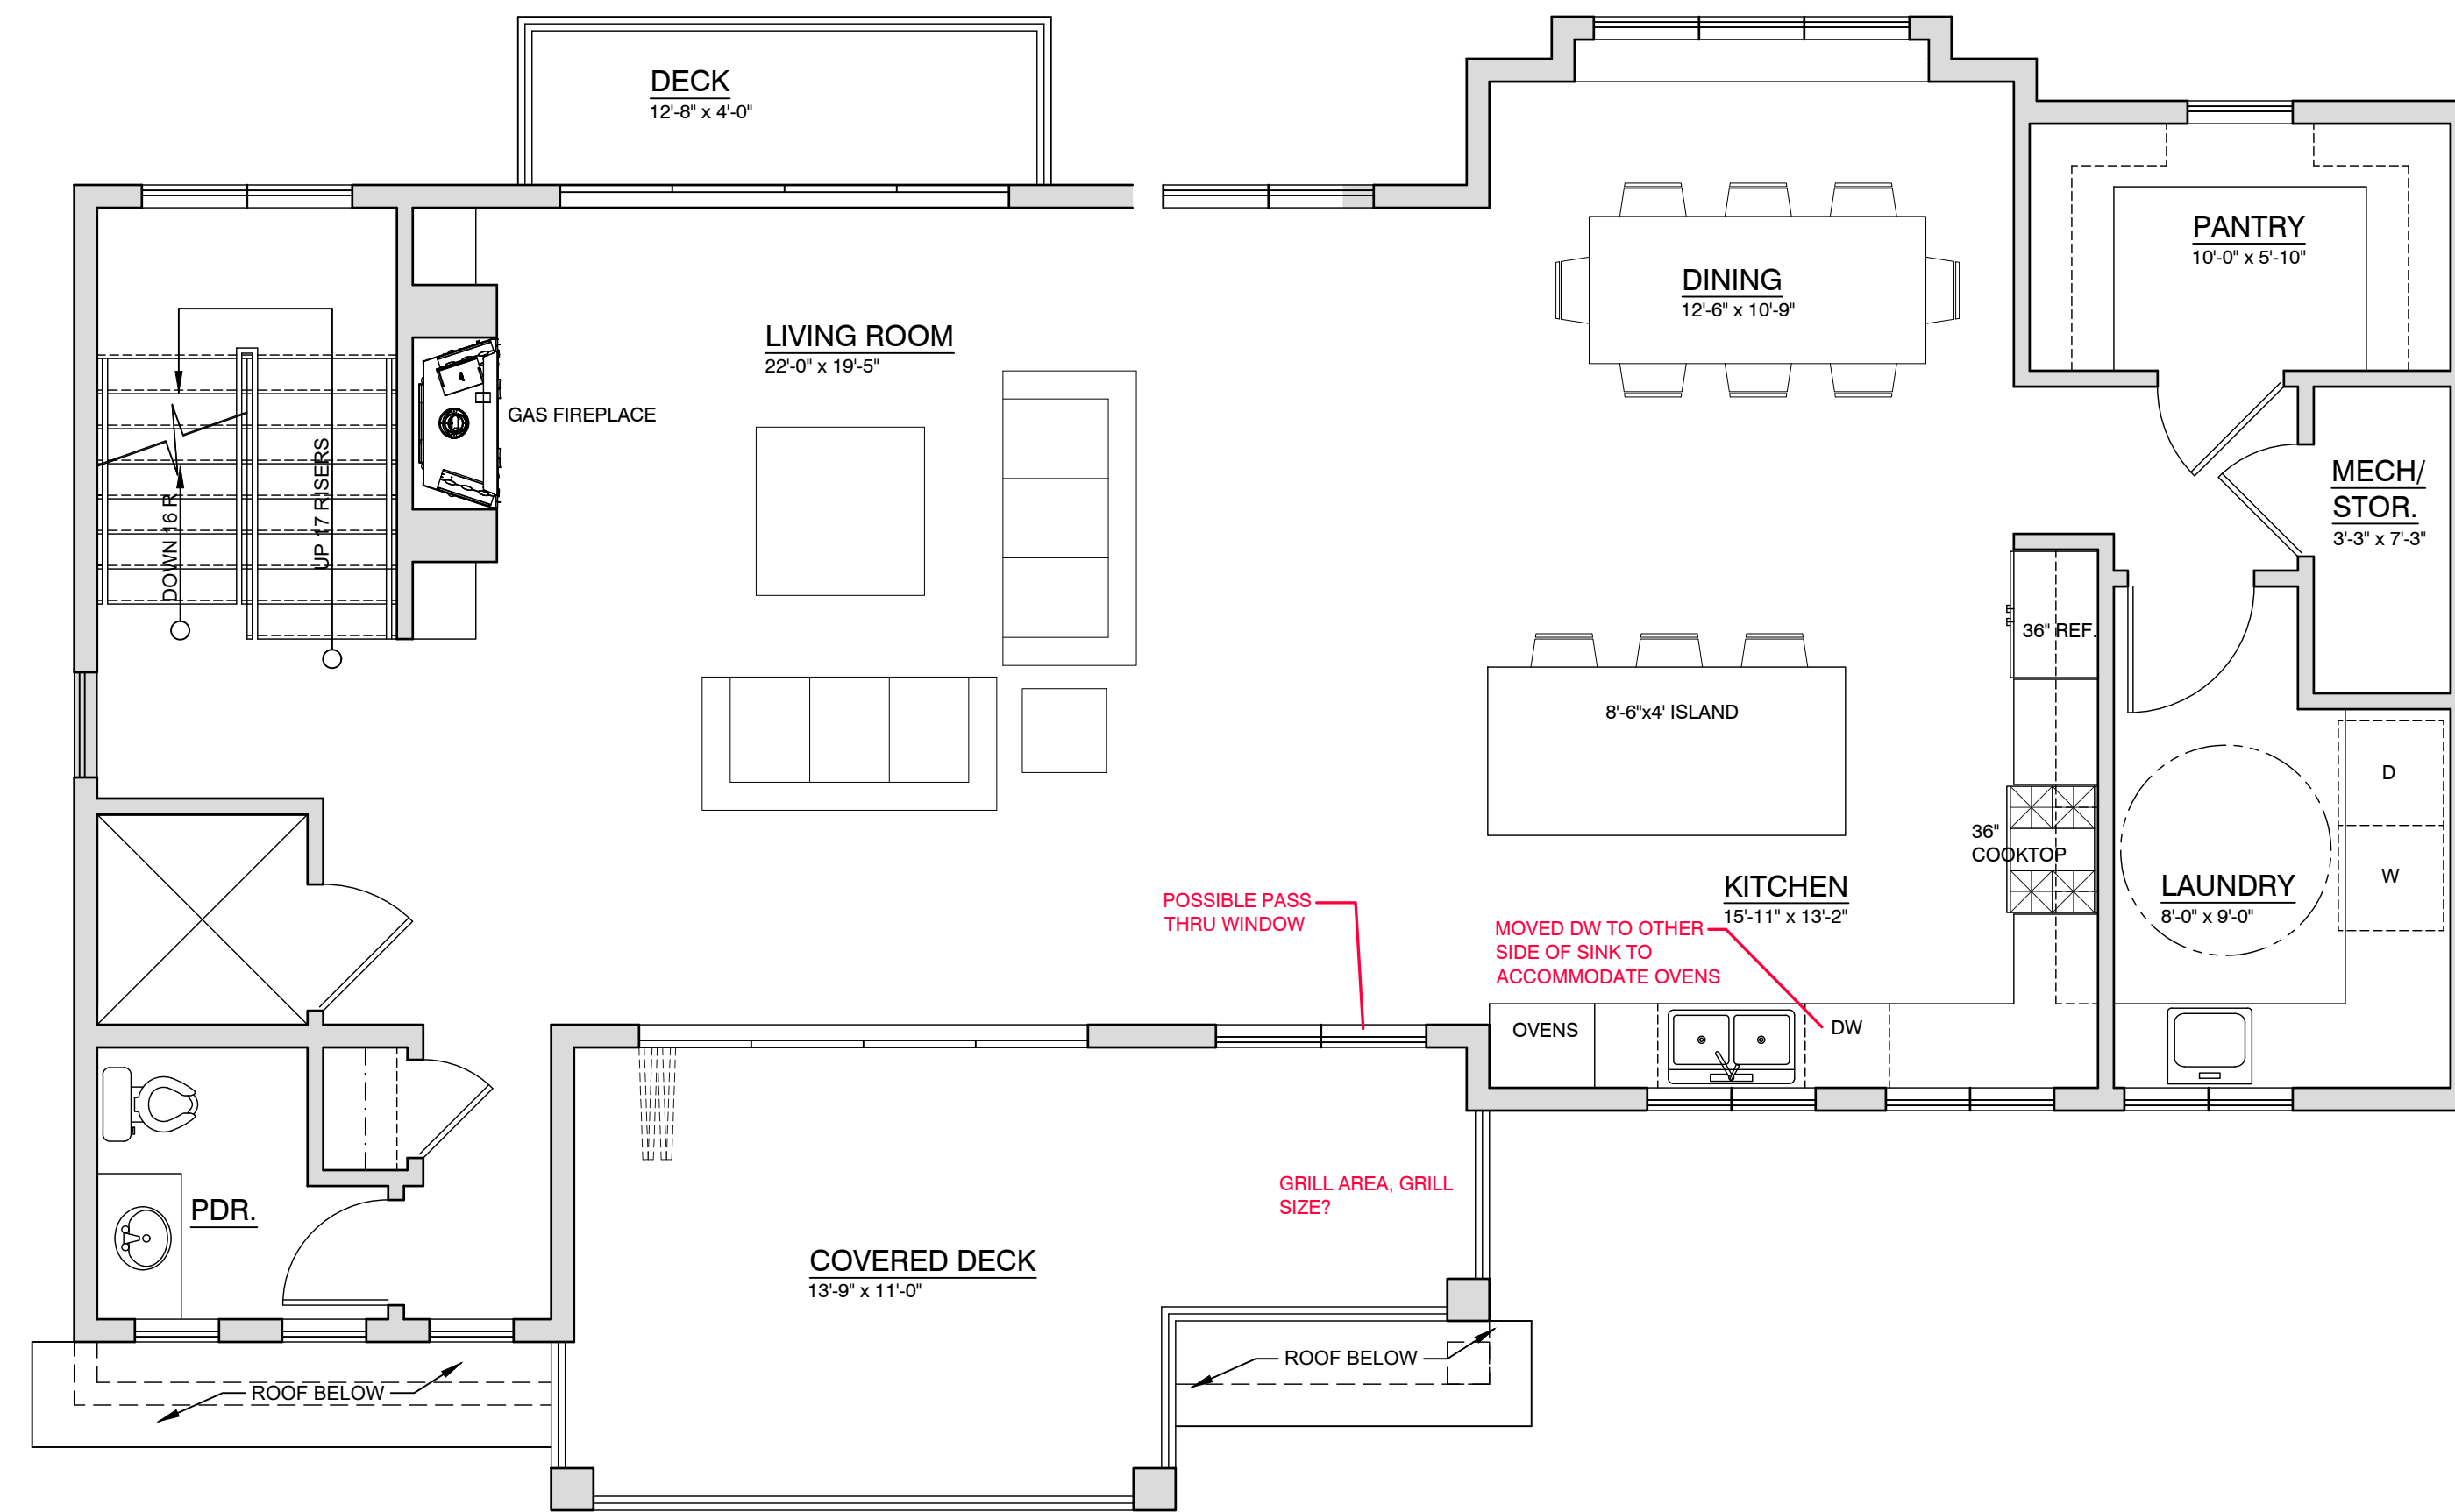 DECK
12'-8" x 4'-0"
PANTRY
10'-0" x 5'-10"
DINING
12'-6" x 10'-9"
LIVING ROOM
22'-0" x 19'-5"
GAS FIREPLACE
UP 17 RISERS
DOWN 16 R
MECH/
STOR.
3'-3" x 7'-3"
36" REF.
8'-6"x4' ISLAND
D
W
36"
COOKTOP
KITCHEN
15'-11" x 13'-2"
LAUNDRY
8'-0" x 9'-0"
POSSIBLE PASS
THRU WINDOW
MOVED DW TO OTHER
SIDE OF SINK TO
ACCOMMODATE OVENS
OVENS
DW
GRILL AREA, GRILL
SIZE?
PDR.
COVERED DECK
13'-9" x 11'-0"
ROOF BELOW
ROOF BELOW